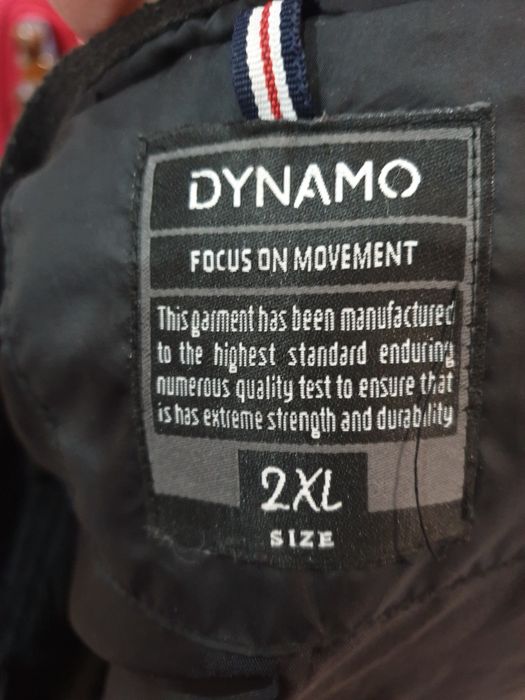 DYNAMO
FOCUS ON MOVEMENT
This garment has been manufactured
to the highest standard enduring
numerous quality test to ensure that
is has extreme strength and durability
2XL
SIZE